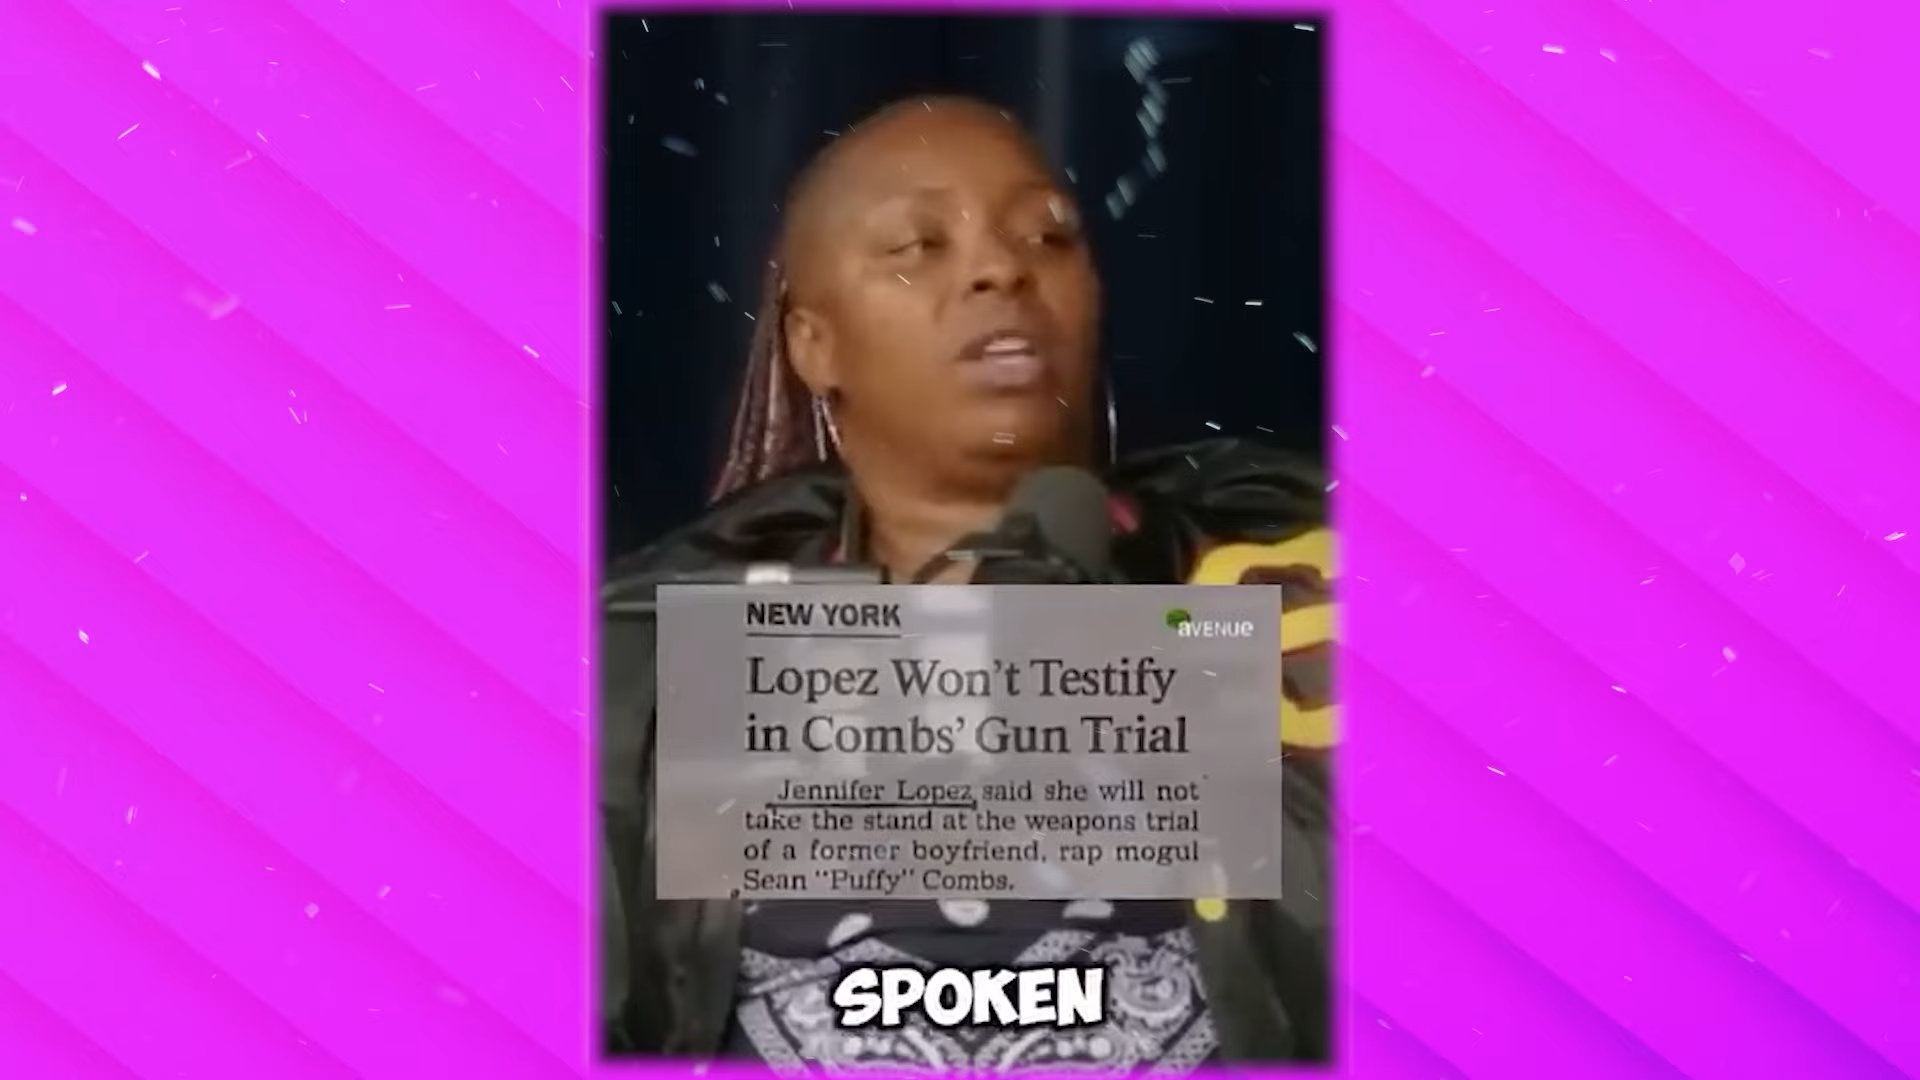 NEW YORK
aVENUe
Lopez Won't Testify
in Combs' Gun Trial
Jennifer Lopez said she will not
take the stand at the weapons trial
of a former boyfriend, rap mogul
Sean "Puffy" Combs.
SPOKEN